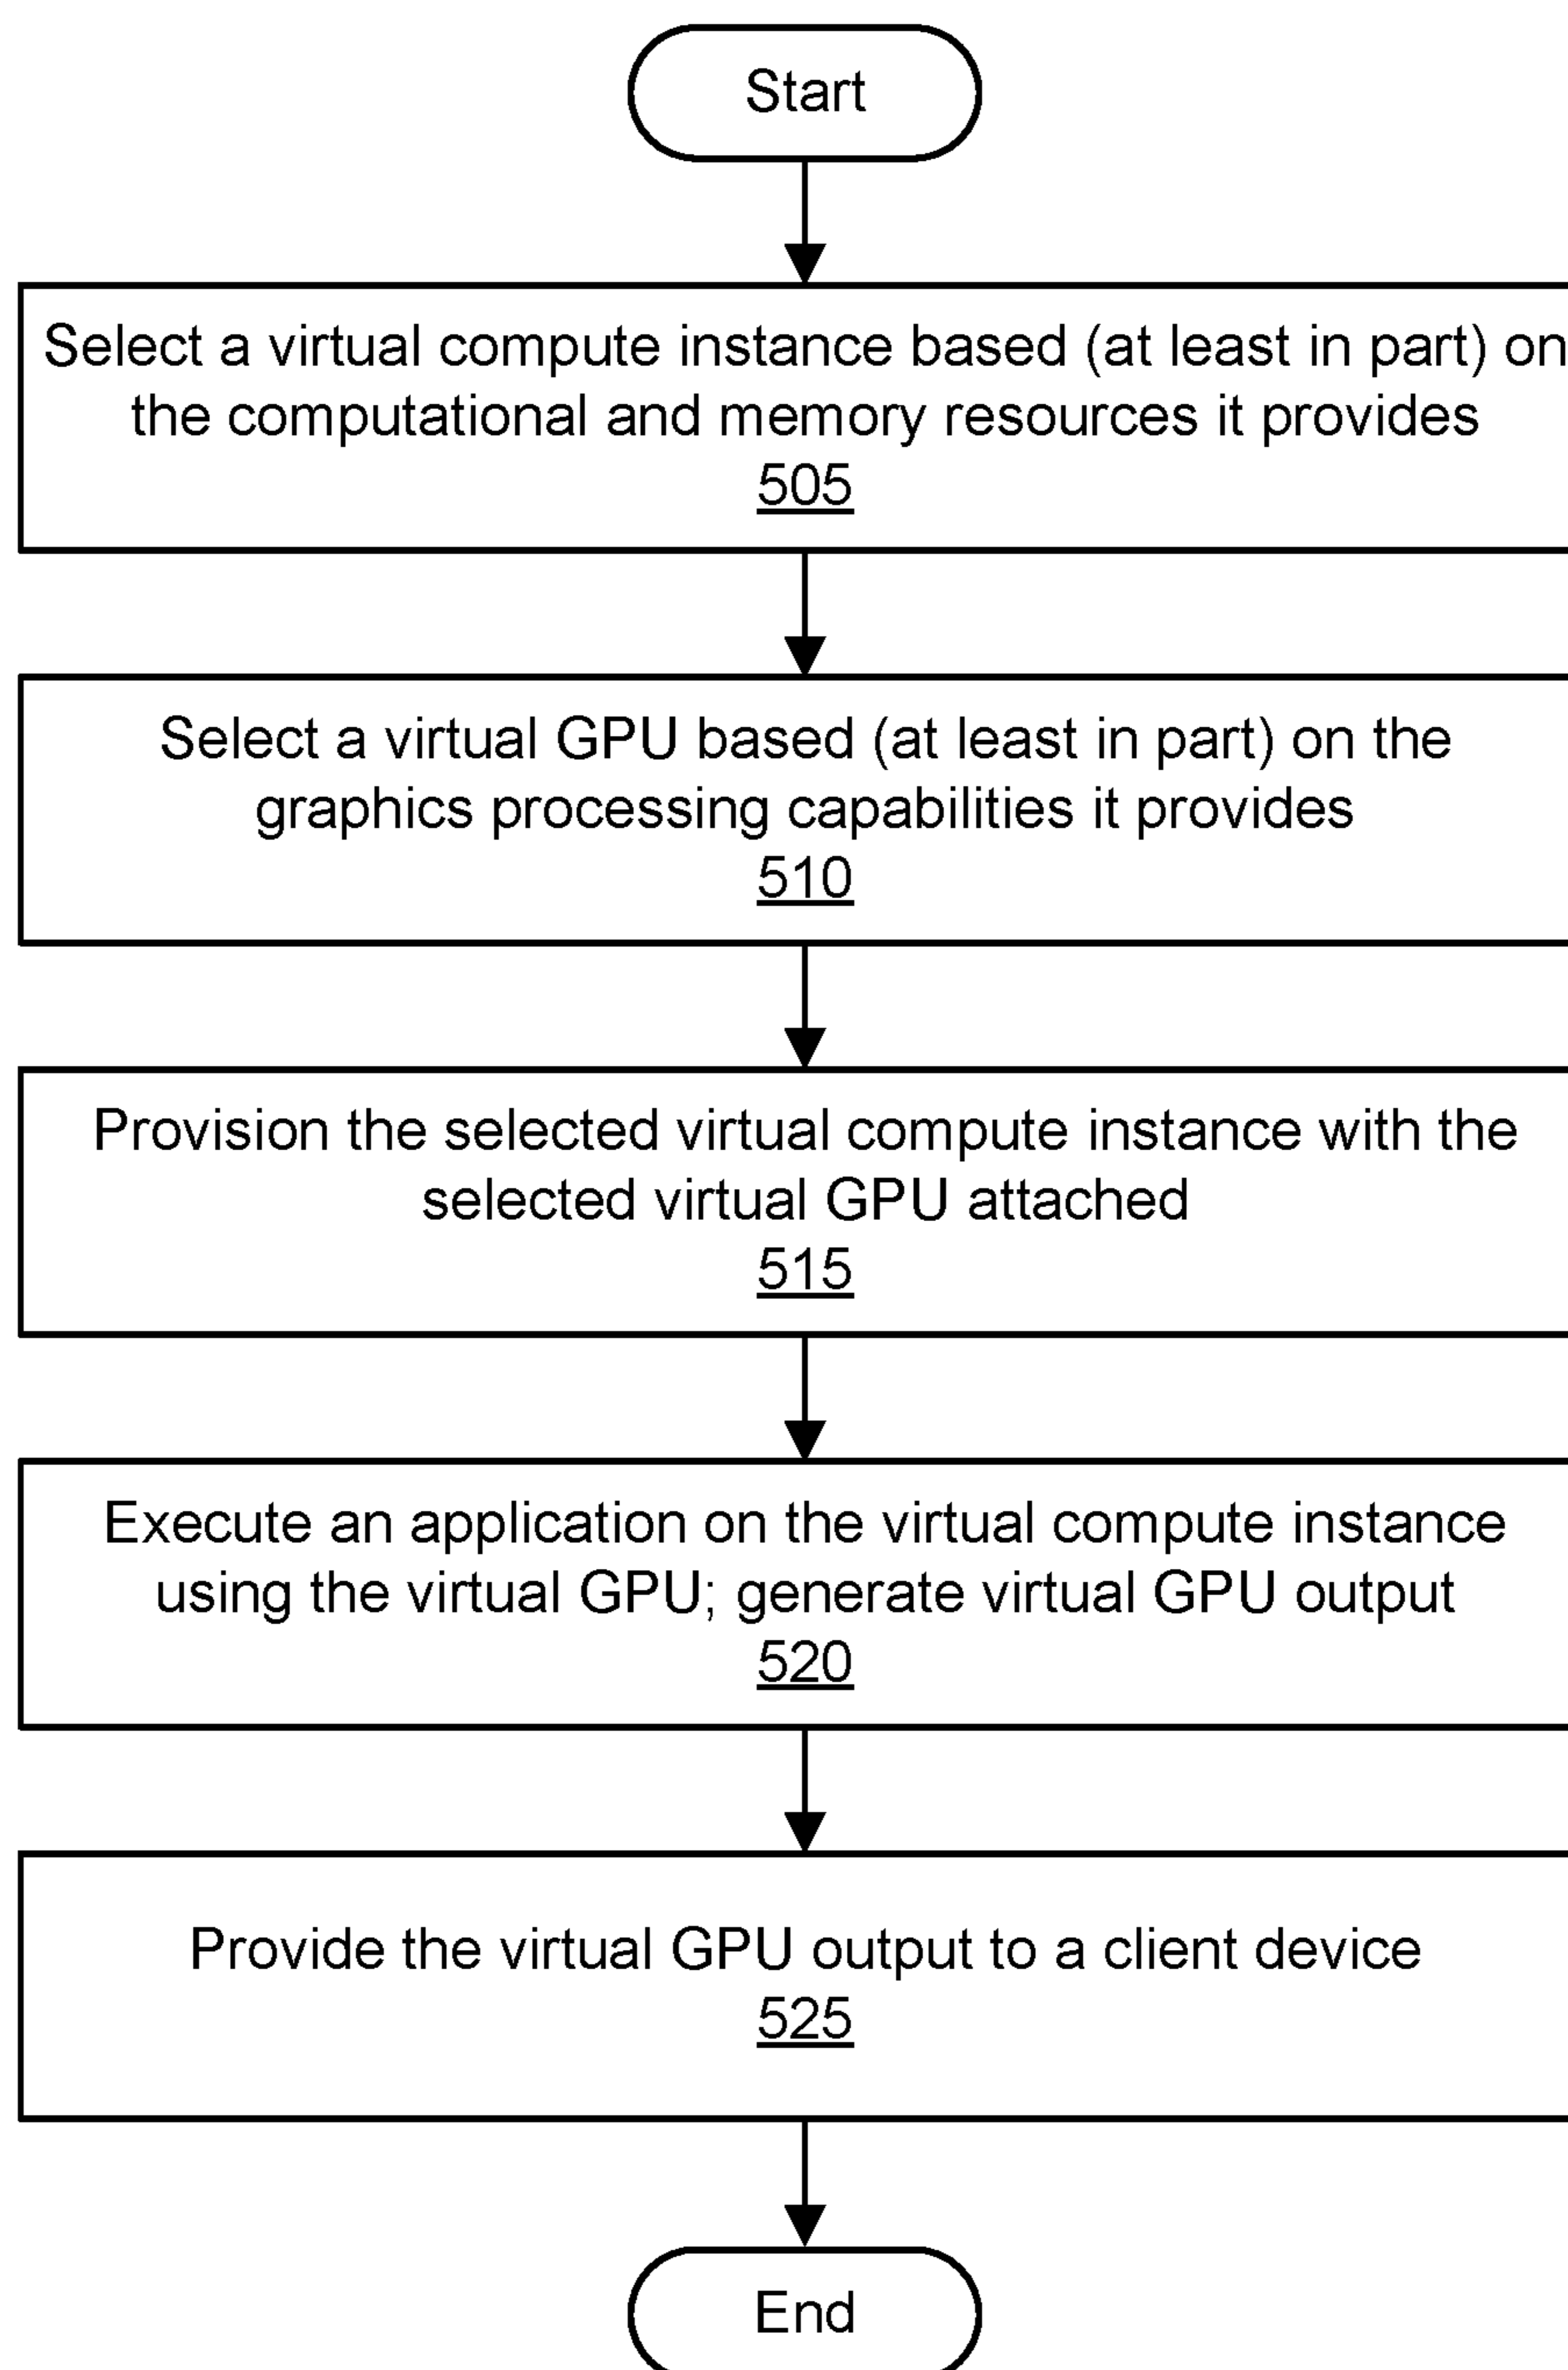 Start
Select a virtual compute instance based (at least in part) on
the computational and memory resources it provides
505
Select a virtual GPU based (at least in part) on the
graphics processing capabilities it provides
510
Provision the selected virtual compute instance with the
selected virtual GPU attached
515
Execute an application on the virtual compute instance
using the virtual GPU; generate virtual GPU output
520
Provide the virtual GPU output to a client device
525
End